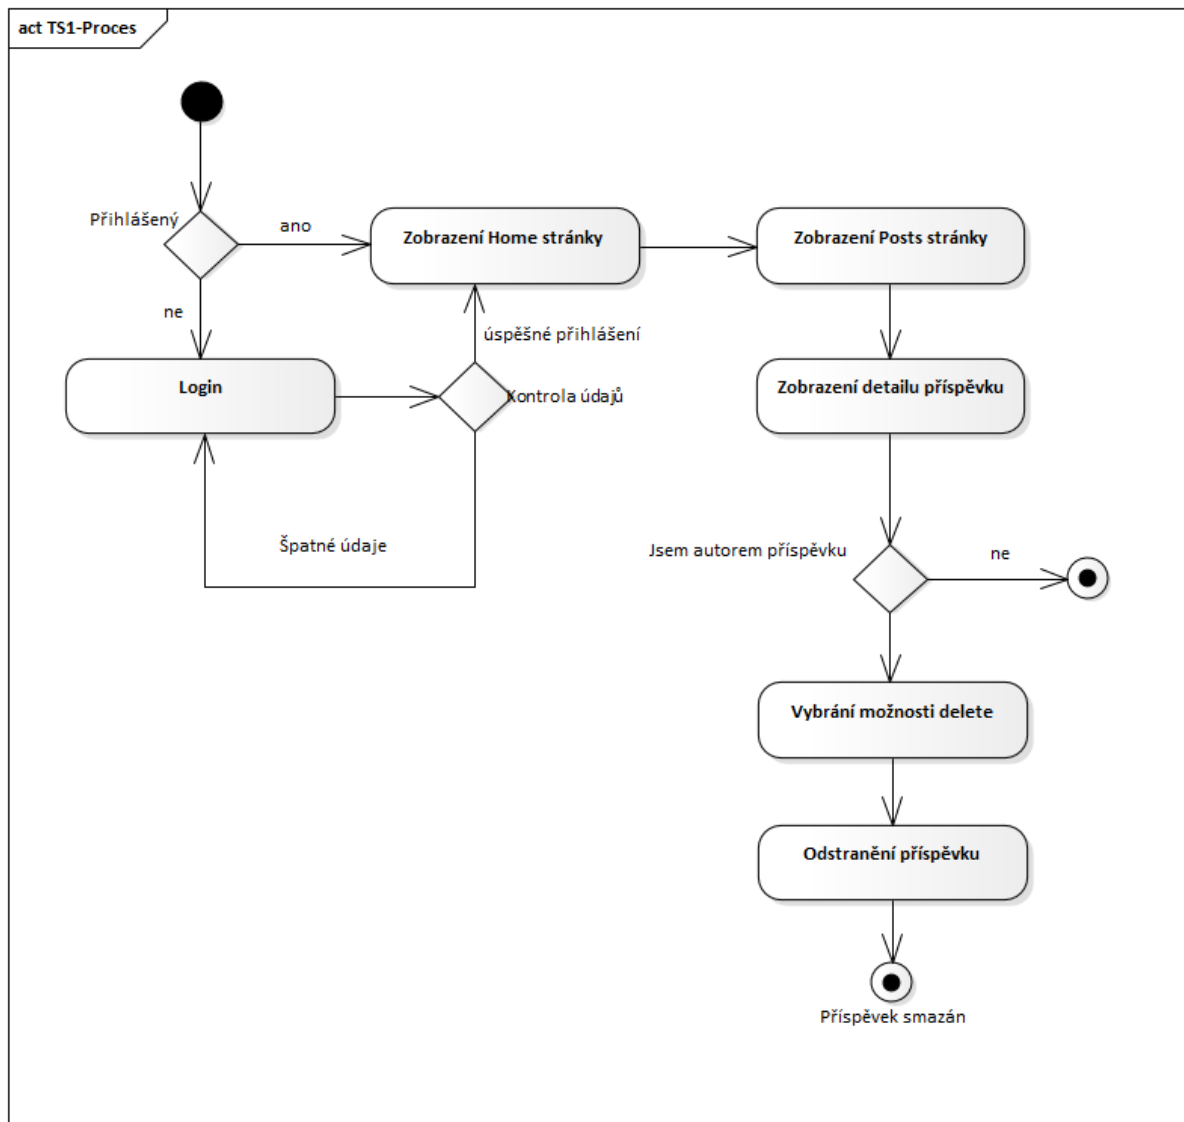 act TS1-Proces
Přihlášený
ano
Zobrazení Home stránky
Zobrazení Posts stránky
ne
úspěšné přihlášení
Login
Kontrola údajů
Zobrazení detailu příspěvku
Špatné údaje
Jsem autorem příspěvku
ne
Vybrání možnosti delete
Odstranění příspěvku
Příspěvek smazán